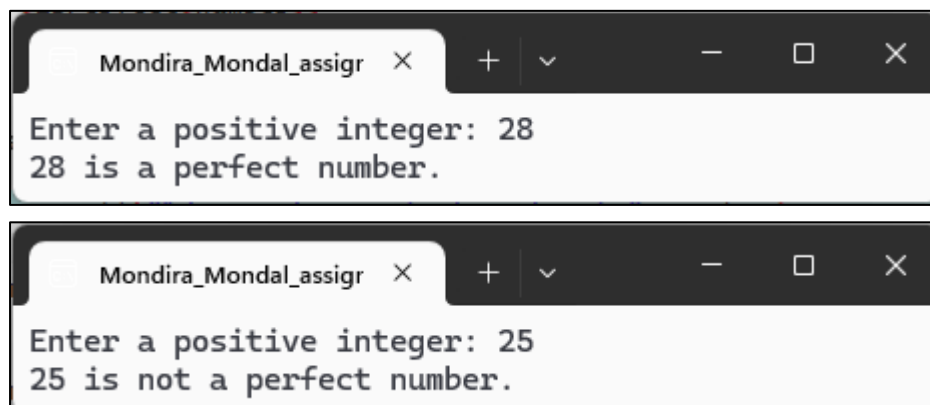 Mondira_Mondal_assigr
Enter a positive integer: 28
28 is a perfect number.
Mondira_Mondal_assigr
Enter a positive integer: 25
25 is not a perfect number.